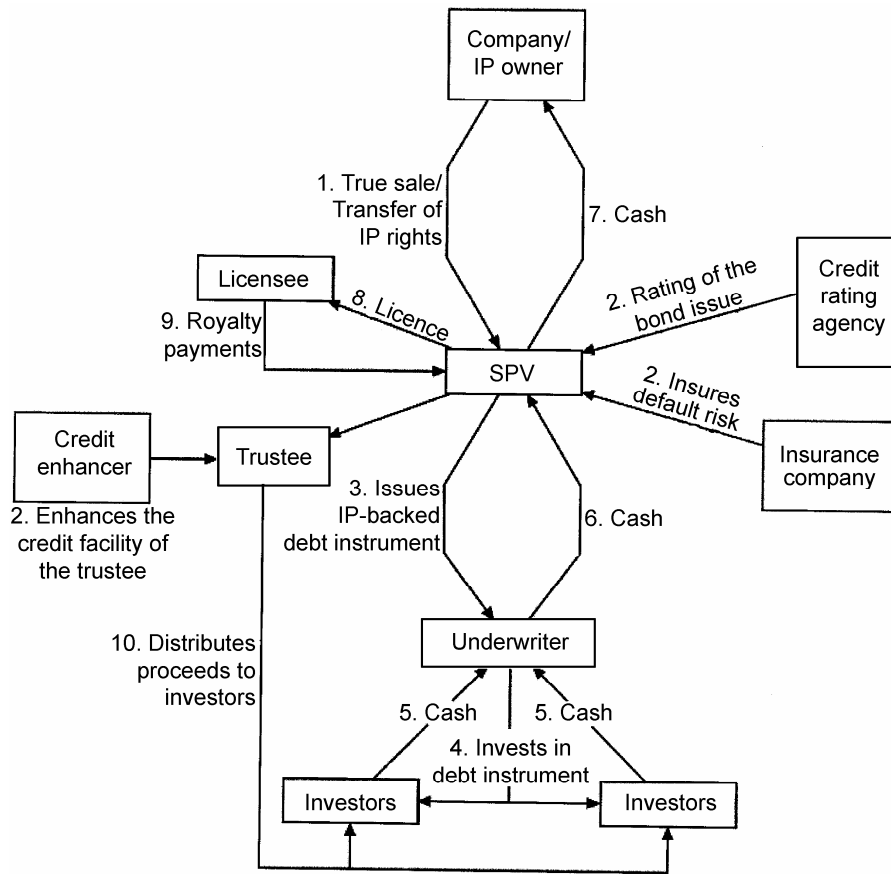 Company/
IP owner
1. True sale/
Transfer of
IP rights
7. Cash
Licensee
8. Licence
9. Royalty
payments
2. Rating of the
bond issue
Credit
rating
agency
SPV
2. Insures
default risk
Insurance
company
Credit
enhancer
Trustee
2. Enhances the
credit facility of
the trustee
3. Issues
IP-backed
debt instrument
6. Cash
10. Distributes
proceeds to
investors
Underwriter
5. Cash
5. Cash
4. Invests in
debt instrument
Investors
Investors